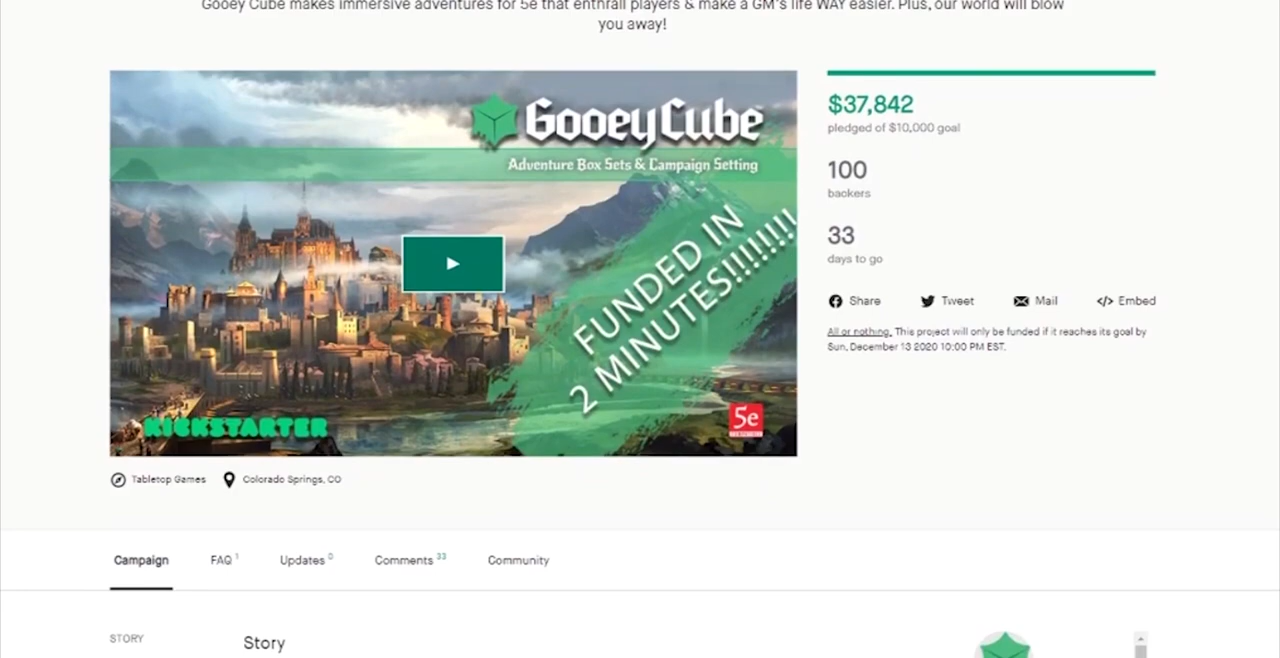 Gooey Cube makes immersive adventures for 5e that enthrall players & make a GM's life WAY easier. Plus, our world will blow
you away!
GooeyCube
Adventure Box Sets & Campaign Setting
FUNDED IN
2 MINUTES!!!!!!!!
KICKSTARTER
5e
$37,842
pledged of $10,000 goal
100
backers
33
days to go
Share Tweet Mail </> Embed
All or nothing. This project will only be funded if it reaches its goal by
Sun, December 13 2020 10:00 PM EST.
Tabletop Games Colorado Springs, CO
Campaign FAQ 1 Updates 0 Comments 33 Community
STORY Story